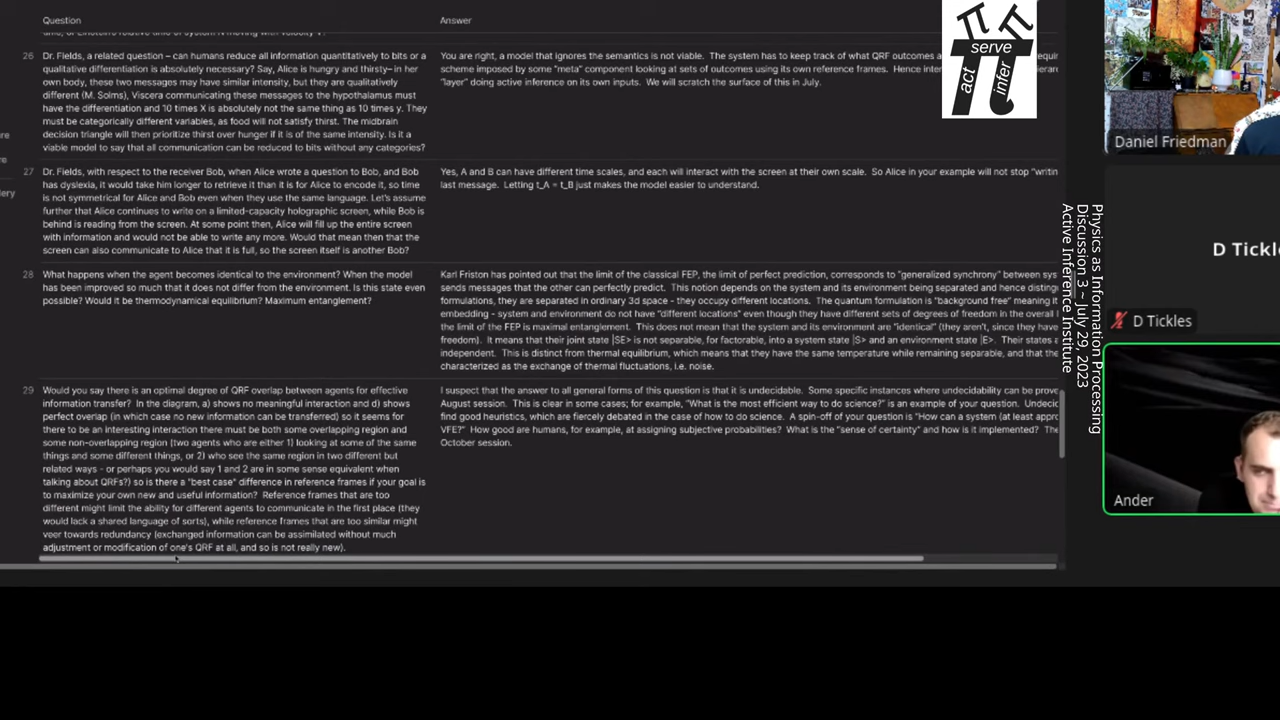 Question
Answer
26
Dr. Fields, a related question – can humans reduce all information quantitatively to bits or a
qualitative differentiation is absolutely necessary? Say, Alice is hungry and thirsty– in her
own body, these two messages may have similar intensity, but they are qualitatively
different (M. Solms), Viscera communicating these messages to the hypothalamus must
have the differentiation and 10 times X is absolutely not the same thing as 10 times y. They
must be categorically different variables, as food will not satisfy thirst. The midbrain
decision triangle will then prioritize thirst over hunger if it is of the same intensity. Is it a
viable model to say that all communication can be reduced to bits without any categories?
You are right, a model that ignores the semantics is not viable. The system has to keep track of what QRF outcomes a
scheme imposed by some "meta" component looking at sets of outcomes using its own reference frames. Hence inter
"layer" doing active inference on its own inputs. We will scratch the surface of this in July.
27
Dr. Fields, with respect to the receiver Bob, when Alice wrote a question to Bob, and Bob
has dyslexia, it would take him longer to retrieve it than it is for Alice to encode it, so time
is not symmetrical for Alice and Bob even when they use the same language. Let's assume
further that Alice continues to write on a limited-capacity holographic screen, while Bob is
behind is reading from the screen. At some point then, Alice will fill up the entire screen
with information and would not be able to write any more. Would that mean then that the
screen can also communicate to Alice that it is full, so the screen itself is another Bob?
Yes, A and B can have different time scales, and each will interact with the screen at their own scale. So Alice in your example will not stop "writin
last message. Letting t_A = t_B just makes the model easier to understand.
28
What happens when the agent becomes identical to the environment? When the model
has been improved so much that it does not differ from the environment. Is this state even
possible? Would it be thermodynamical equilibrium? Maximum entanglement?
Karl Friston has pointed out that the limit of the classical FEP, the limit of perfect prediction, corresponds to "generalized synchrony" between sys
sends messages that the other can perfectly predict. This notion depends on the system and its environment being separated and hence disting
formulations, they are separated in ordinary 3d space - they occupy different locations. The quantum formulation is "background free" meaning it
embedding - system and environment do not have "different locations" even though they have different sets of degrees of freedom in the overall
the limit of the FEP is maximal entanglement. This does not mean that the system and its environments are "identical" (they aren't, since they have
freedom). It means that their joint state |SE> is not separable, for factorable, into a system state |S> and an environment state |E>. Their states a
independent. This is distinct from thermal equilibrium, which means that they have the same temperature while remaining separable, and that the
characterized as the exchange of thermal fluctuations, i.e. noise.
29
Would you say there is an optimal degree of QRF overlap between agents for effective
information transfer? In the diagram, a) shows no meaningful interaction and d) shows
perfect overlap (in which case no new information can be transferred) so it seems for
there to be an interesting interaction there must be both some overlapping region and
some non-overlapping region (two agents who are either 1) looking at some of the same
things and some different things, or 2) who see the same region in two different but
related ways - or perhaps you would say 1 and 2 are in some sense equivalent when
talking about QRFs?) so is there a "best case" difference in reference frames if your goal is
to maximize your own new and useful information? Reference frames that are too
different might limit the ability for different agents to communicate in the first place (they
would lack a shared language of sorts), while reference frames that are too similar might
veer towards redundancy (exchanged information can be assimilated without much
adjustment or modification of one's QRF at all, and so is not really new).
I suspect that the answer to all general forms of this question is that it is undecidable. Some specific instances where undecidability can be prove
August session. This is clear in some cases; for example, "What is the most efficient way to do science?" is an example of your question. Undecid
find good heuristics, which are fiercely debated in the case of how to do science. A spin-off of your question is "How can a system (at least appro
VFE?" How good are humans, for example, at assigning subjective probabilities? What is the "sense of certainty" and how is it implemented? The
October session.
serve
act
infer
Physics as Information Processing
Discussion 3 ~ July 29, 2023
Active Inference Institute
Daniel Friedman
D Tickle
D Tickles
Ander